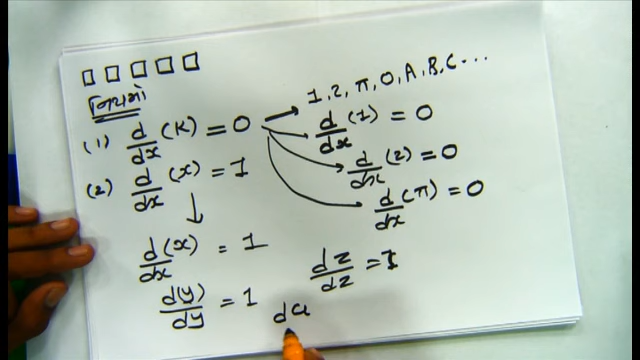 નિયમો
1, 2, π, 0, A, B, C ...
(1) d/dx (K) = 0
d/dx (1) = 0
d/dx (2) = 0
(2) d/dx (x) = 1
d/dx (π) = 0
d/dx (x) = 1
dz/dz = 1
d(y)/dy = 1
da